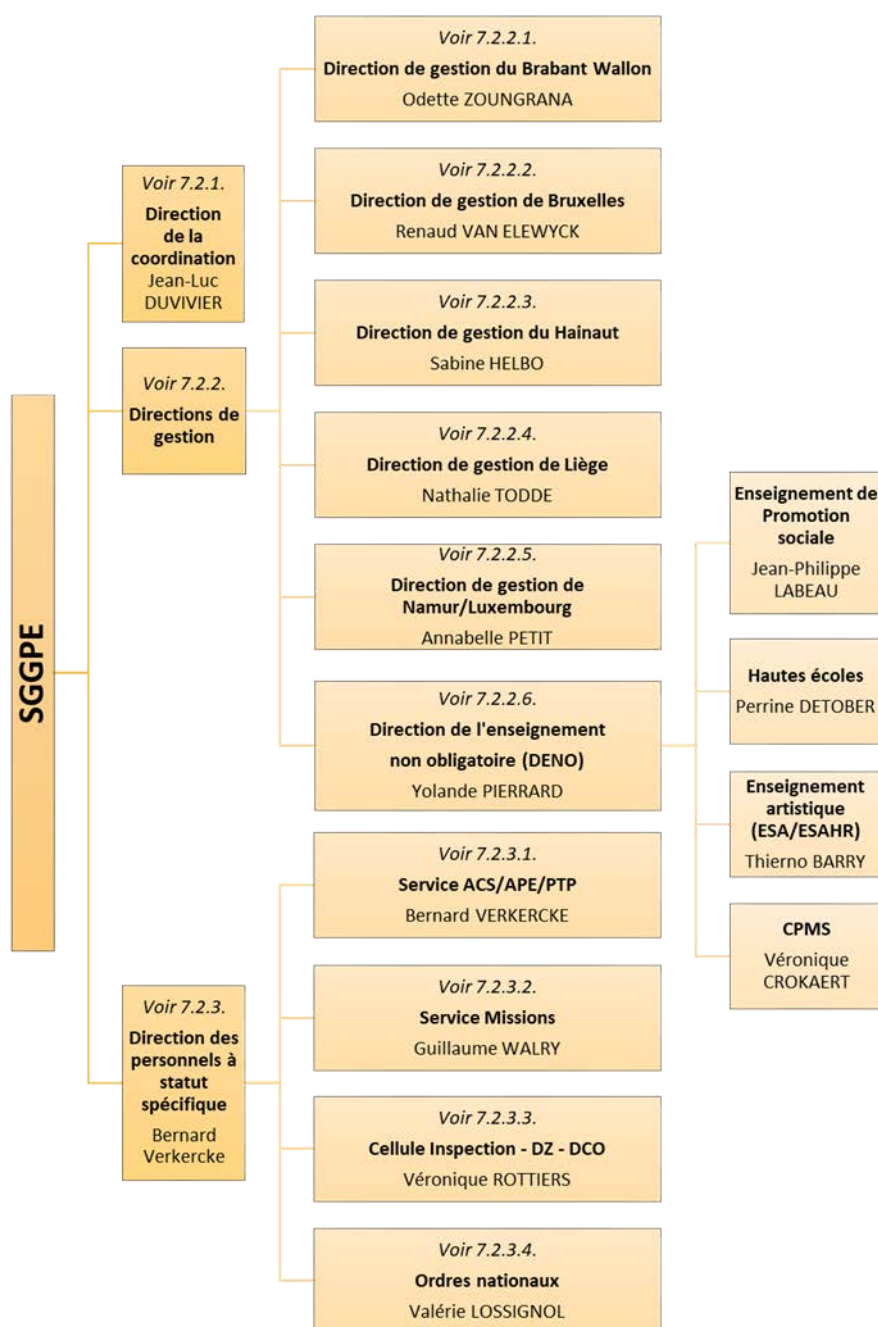 SGGPE
Voir 7.2.1.
Direction
de la
coordination
Jean-Luc
DUVIVIER
Voir 7.2.2.
Directions de
gestion
Voir 7.2.2.1.
Direction de gestion du Brabant Wallon
Odette ZOUNGRANA
Voir 7.2.2.2.
Direction de gestion de Bruxelles
Renaud VAN ELEWYCK
Voir 7.2.2.3.
Direction de gestion du Hainaut
Sabine HELBO
Voir 7.2.2.4.
Direction de gestion de Liège
Nathalie TODDE
Voir 7.2.2.5.
Direction de gestion de
Namur/Luxembourg
Annabelle PETIT
Voir 7.2.2.6.
Direction de l'enseignement
non obligatoire (DENO)
Yolande PIERRARD
Enseignement de
Promotion
sociale
Jean-Philippe
LABEAU
Hautes écoles
Perrine DETOBER
Enseignement
artistique
(ESA/ESAHR)
Thierno BARRY
CPMS
Véronique
CROKAERT
Voir 7.2.3.
Direction des
personnels à
statut
spécifique
Bernard
Verkercke
Voir 7.2.3.1.
Service ACS/APE/PTP
Bernard VERKERCKE
Voir 7.2.3.2.
Service Missions
Guillaume WALRY
Voir 7.2.3.3.
Cellule Inspection - DZ - DCO
Véronique ROTTIERS
Voir 7.2.3.4.
Ordres nationaux
Valérie LOSSIGNOL